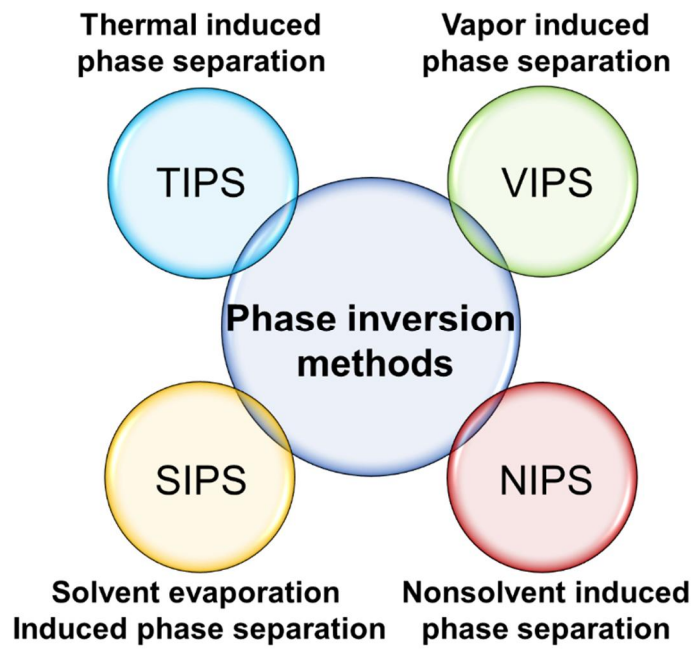 Thermal induced
phase separation
Vapor induced
phase separation
TIPS
VIPS
Phase inversion
methods
SIPS
NIPS
Solvent evaporation
Induced phase separation
Nonsolvent induced
phase separation